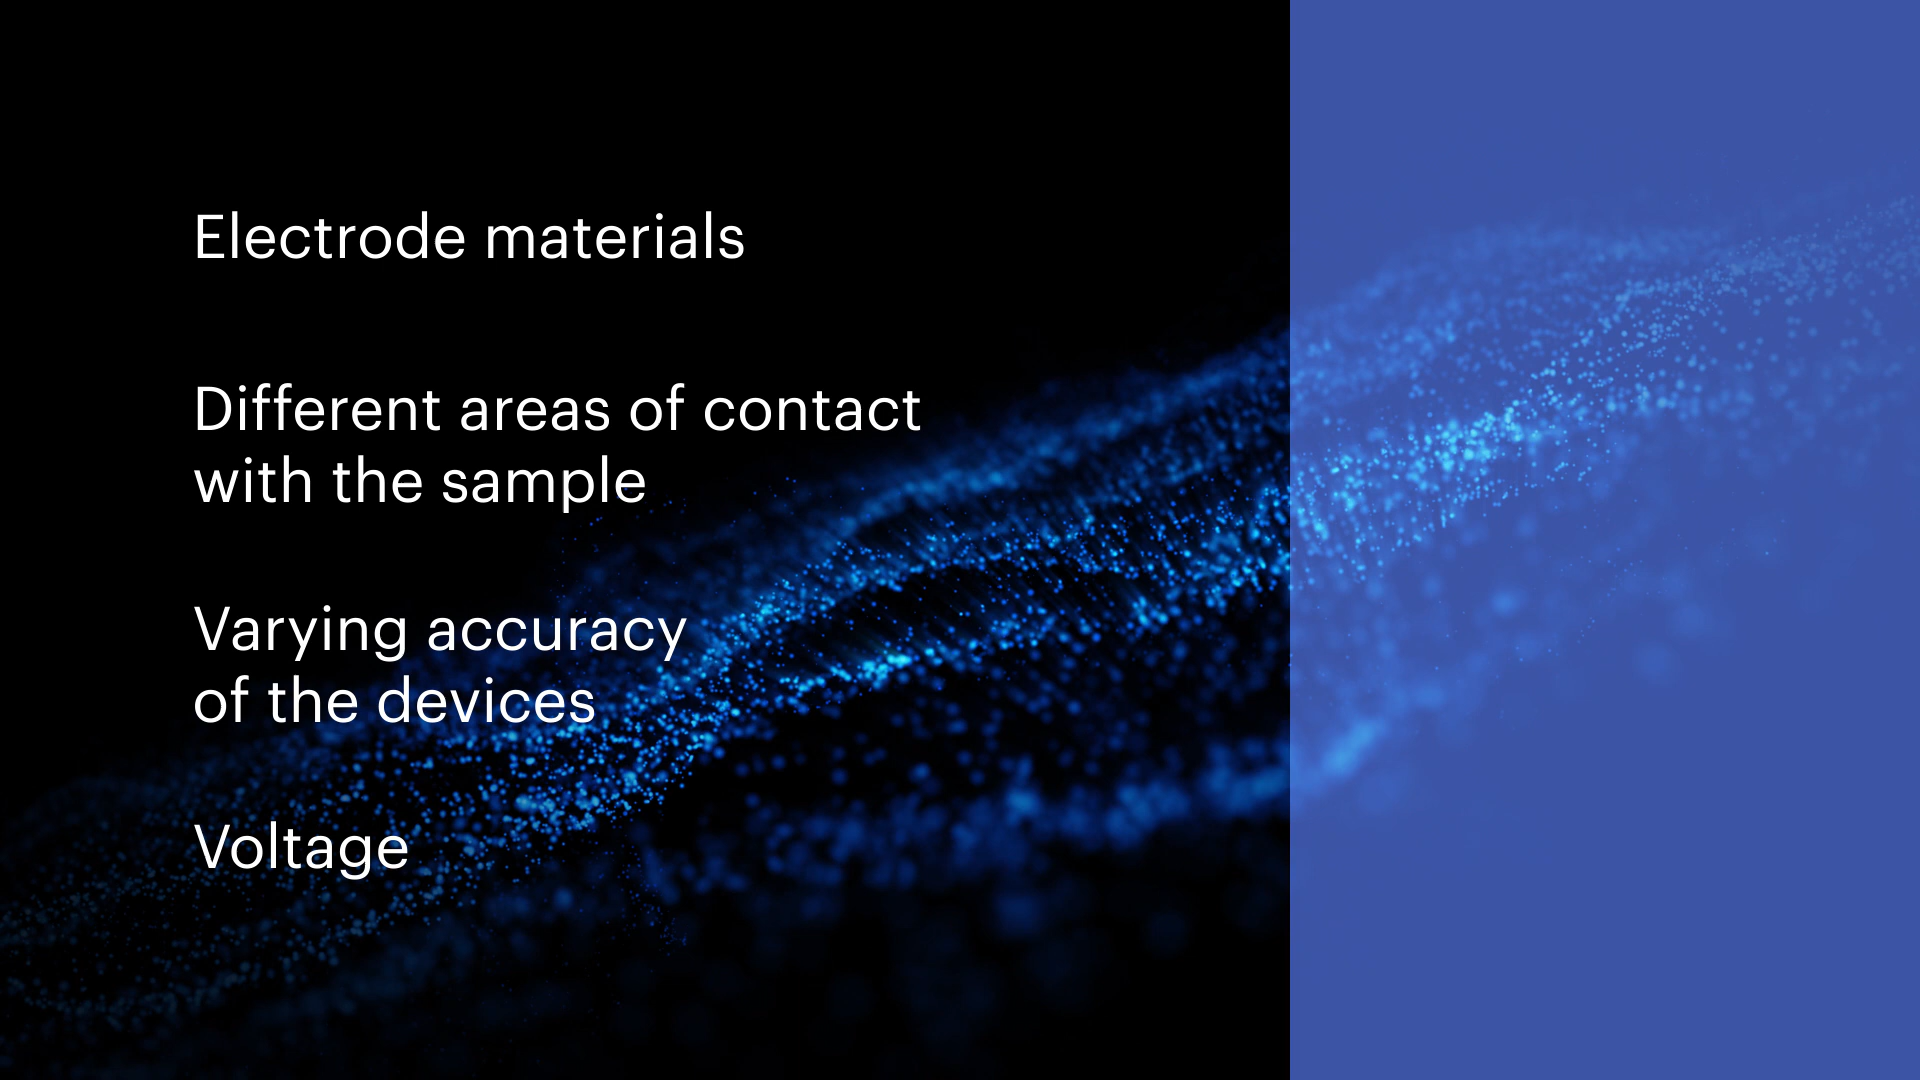 Electrode materials
Different areas of contact
with the sample
Varying accuracy
of the devices
Voltage